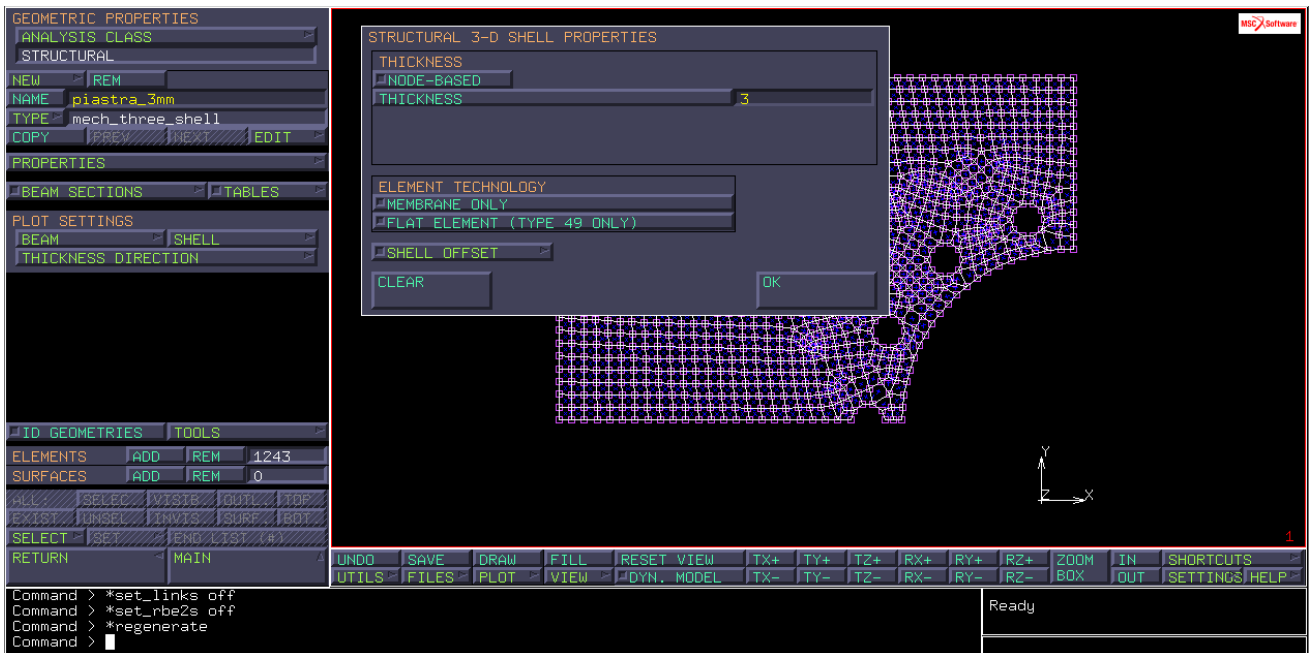 GEOMETRIC PROPERTIES
ANALYSIS CLASS
STRUCTURAL
NEW REM
NAME piastra_3mm
TYPE mech_three_shell
COPY PREV NEXT EDIT
PROPERTIES
BEAM SECTIONS TABLES
PLOT SETTINGS
BEAM SHELL
THICKNESS DIRECTION
ID GEOMETRIES TOOLS
ELEMENTS ADD REM 1243
SURFACES ADD REM 0
ALL: SELEC. VISIB. OUTL. TOP
EXIST. UNSEL. INVIS. SURF. BOT.
SELECT SET END LIST (#)
RETURN MAIN
STRUCTURAL 3-D SHELL PROPERTIES
THICKNESS
NODE-BASED
THICKNESS 3
ELEMENT TECHNOLOGY
MEMBRANE ONLY
FLAT ELEMENT (TYPE 49 ONLY)
SHELL OFFSET
CLEAR OK
MSC Software
Y
Z X
1
UNDO SAVE DRAW FILL RESET VIEW TX+ TY+ TZ+ RX+ RY+ RZ+ ZOOM IN SHORTCUTS
UTILS FILES PLOT VIEW DYN. MODEL TX- TY- TZ- RX- RY- RZ- BOX OUT SETTINGS HELP
Command > *set_links off
Command > *set_rbe2s off
Command > *regenerate
Command >
Ready